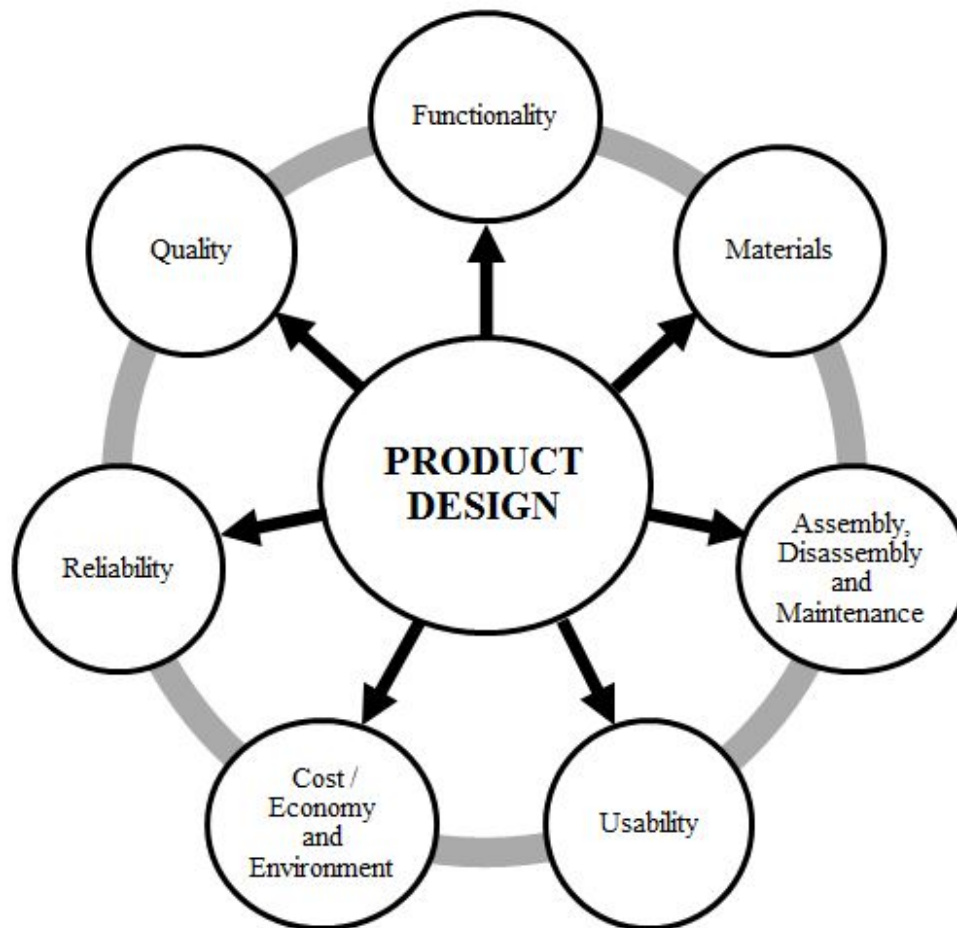 Functionality
Quality
Materials
PRODUCT
DESIGN
Reliability
Assembly,
Disassembly
and
Maintenance
Cost /
Economy
and
Environment
Usability